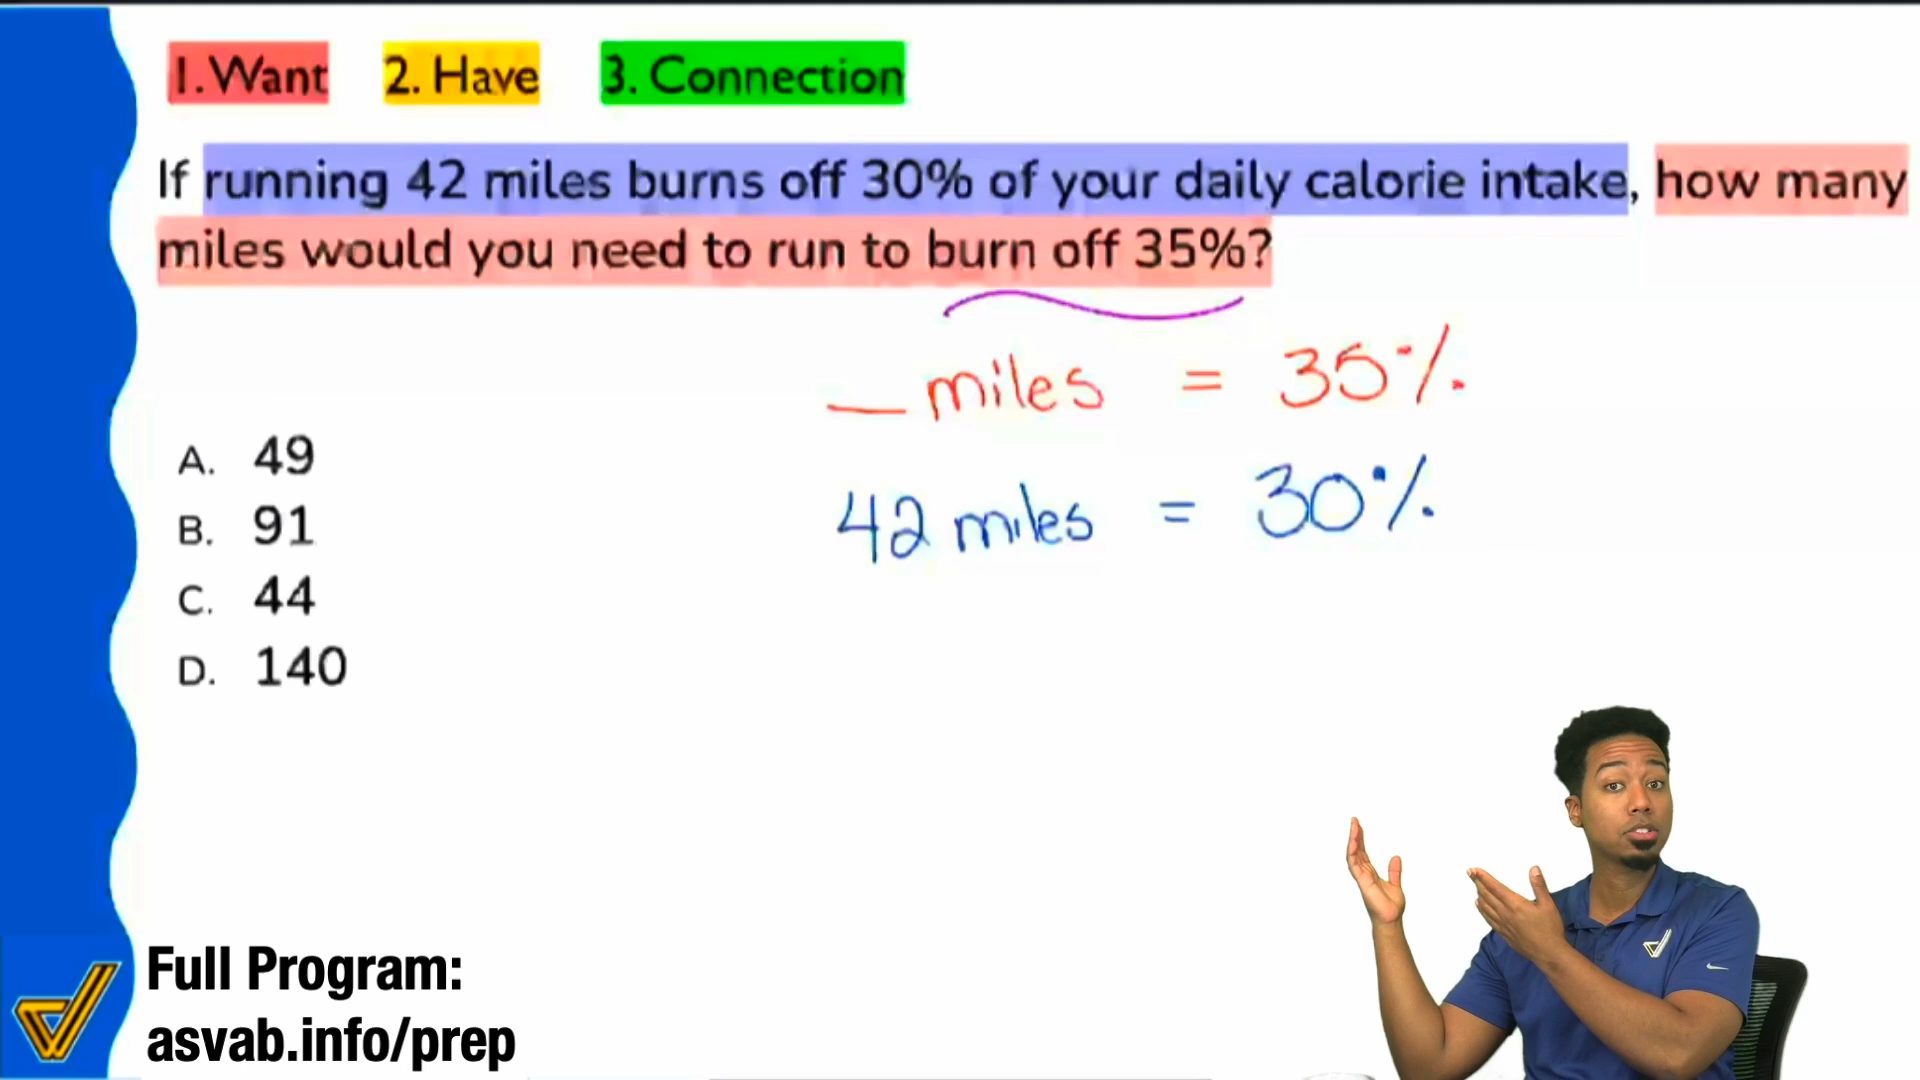 1. Want 2. Have 3. Connection
If running 42 miles burns off 30% of your daily calorie intake, how many
miles would you need to run to burn off 35%?
_ miles = 35%
42 miles = 30%
A. 49
B. 91
C. 44
D. 140
Full Program:
asvab.info/prep